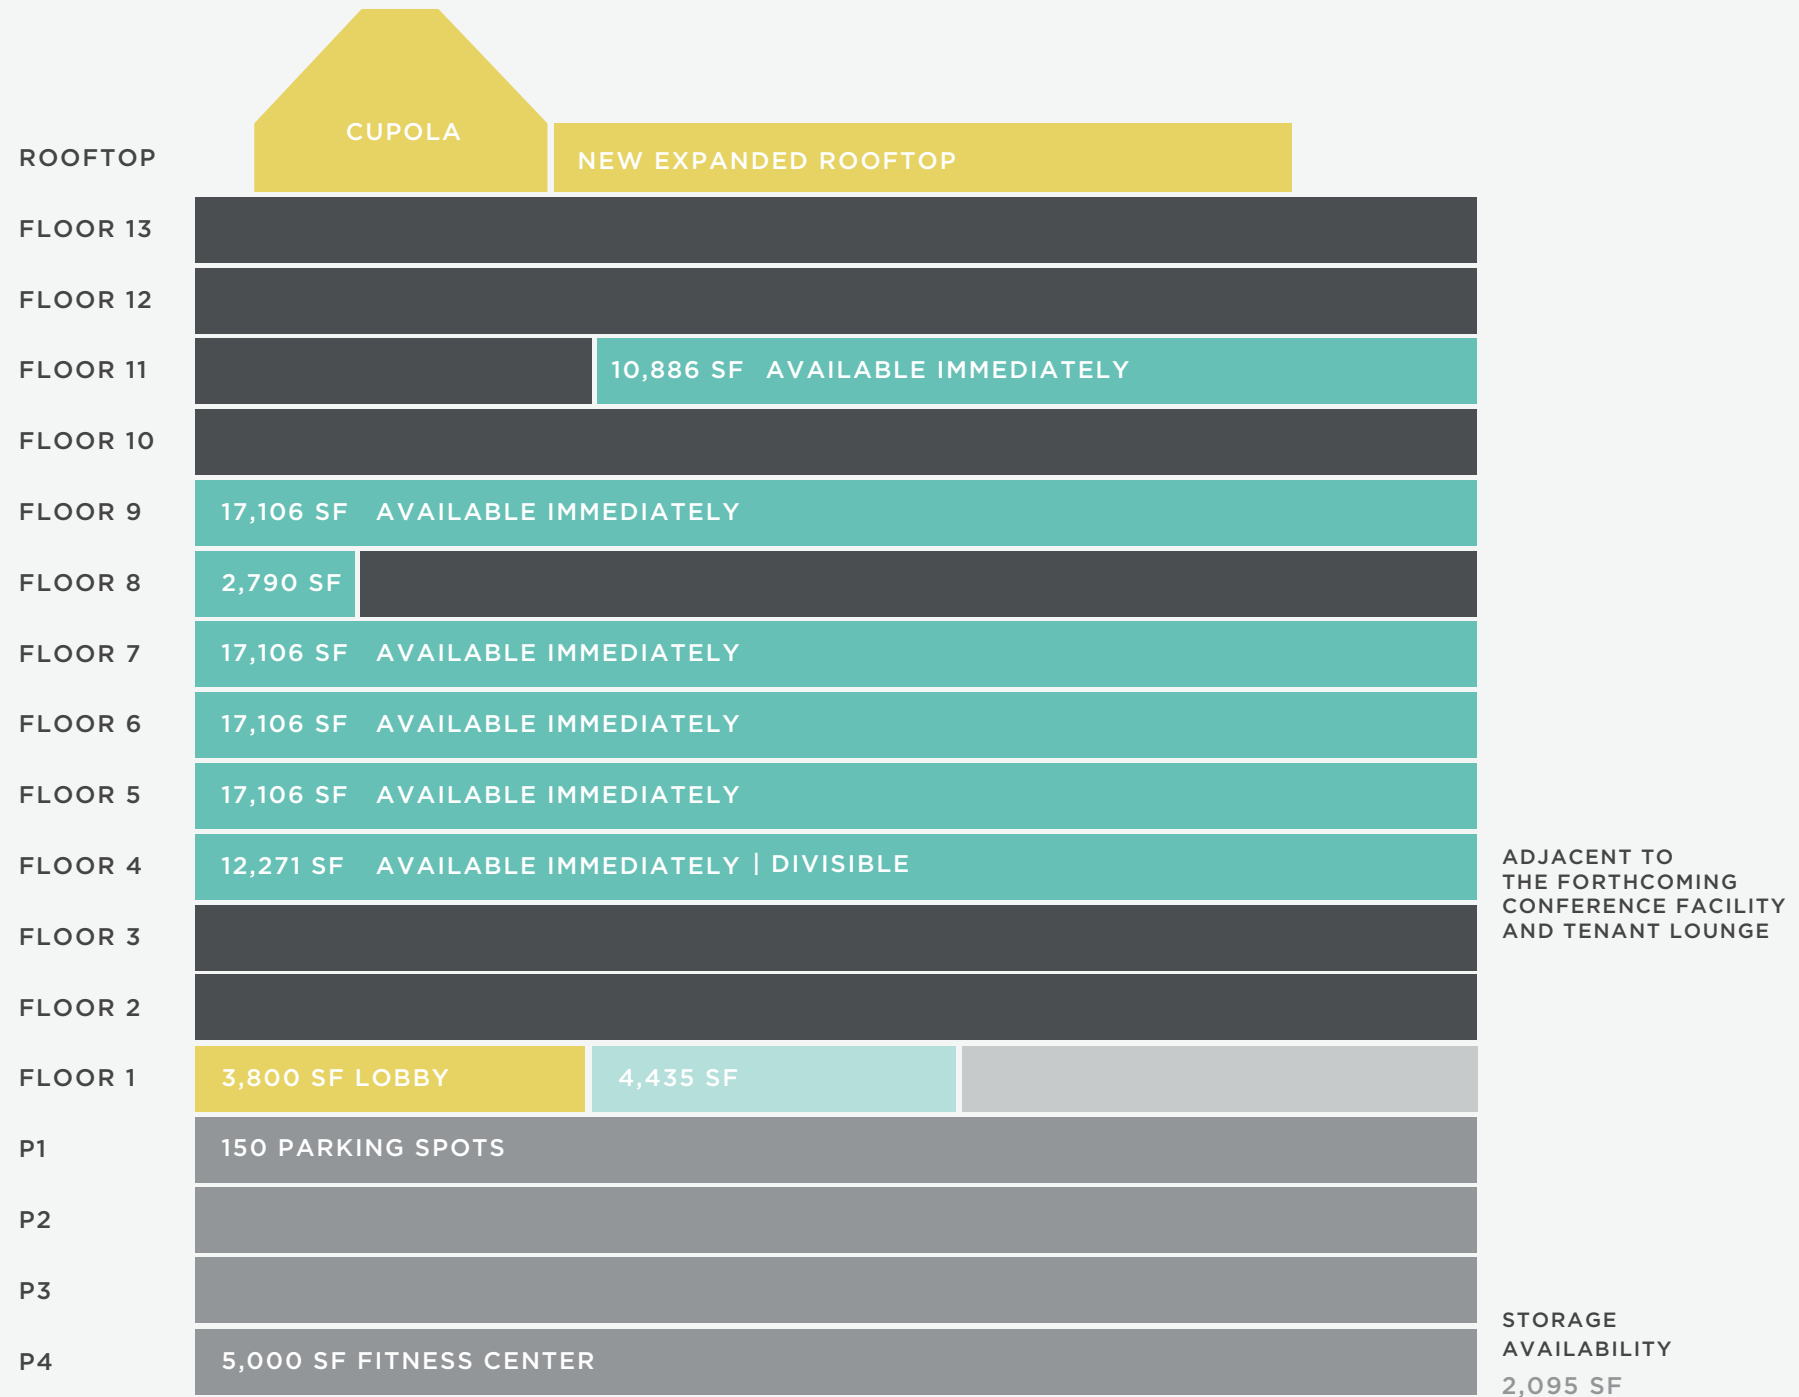 CUPOLA
ROOFTOP
NEW EXPANDED ROOFTOP
FLOOR 13
FLOOR 12
FLOOR 11
10,886 SF AVAILABLE IMMEDIATELY
FLOOR 10
FLOOR 9
17,106 SF AVAILABLE IMMEDIATELY
FLOOR 8
2,790 SF
FLOOR 7
17,106 SF AVAILABLE IMMEDIATELY
FLOOR 6
17,106 SF AVAILABLE IMMEDIATELY
FLOOR 5
17,106 SF AVAILABLE IMMEDIATELY
FLOOR 4
12,271 SF AVAILABLE IMMEDIATELY | DIVISIBLE
ADJACENT TO
THE FORTHCOMING
CONFERENCE FACILITY
AND TENANT LOUNGE
FLOOR 3
FLOOR 2
FLOOR 1
3,800 SF LOBBY
4,435 SF
P1
150 PARKING SPOTS
P2
P3
P4
5,000 SF FITNESS CENTER
STORAGE
AVAILABILITY
2,095 SF